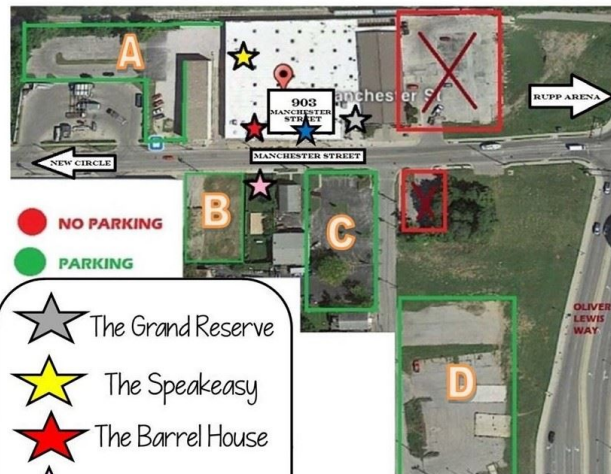 A
903
MANCHESTER
STREET
anchester St
RUPP ARENA
NEW CIRCLE
MANCHESTER STREET
B
C
NO PARKING
PARKING
OLIVER
LEWIS
WAY
D
The Grand Reserve
The Speakeasy
The Barrel House